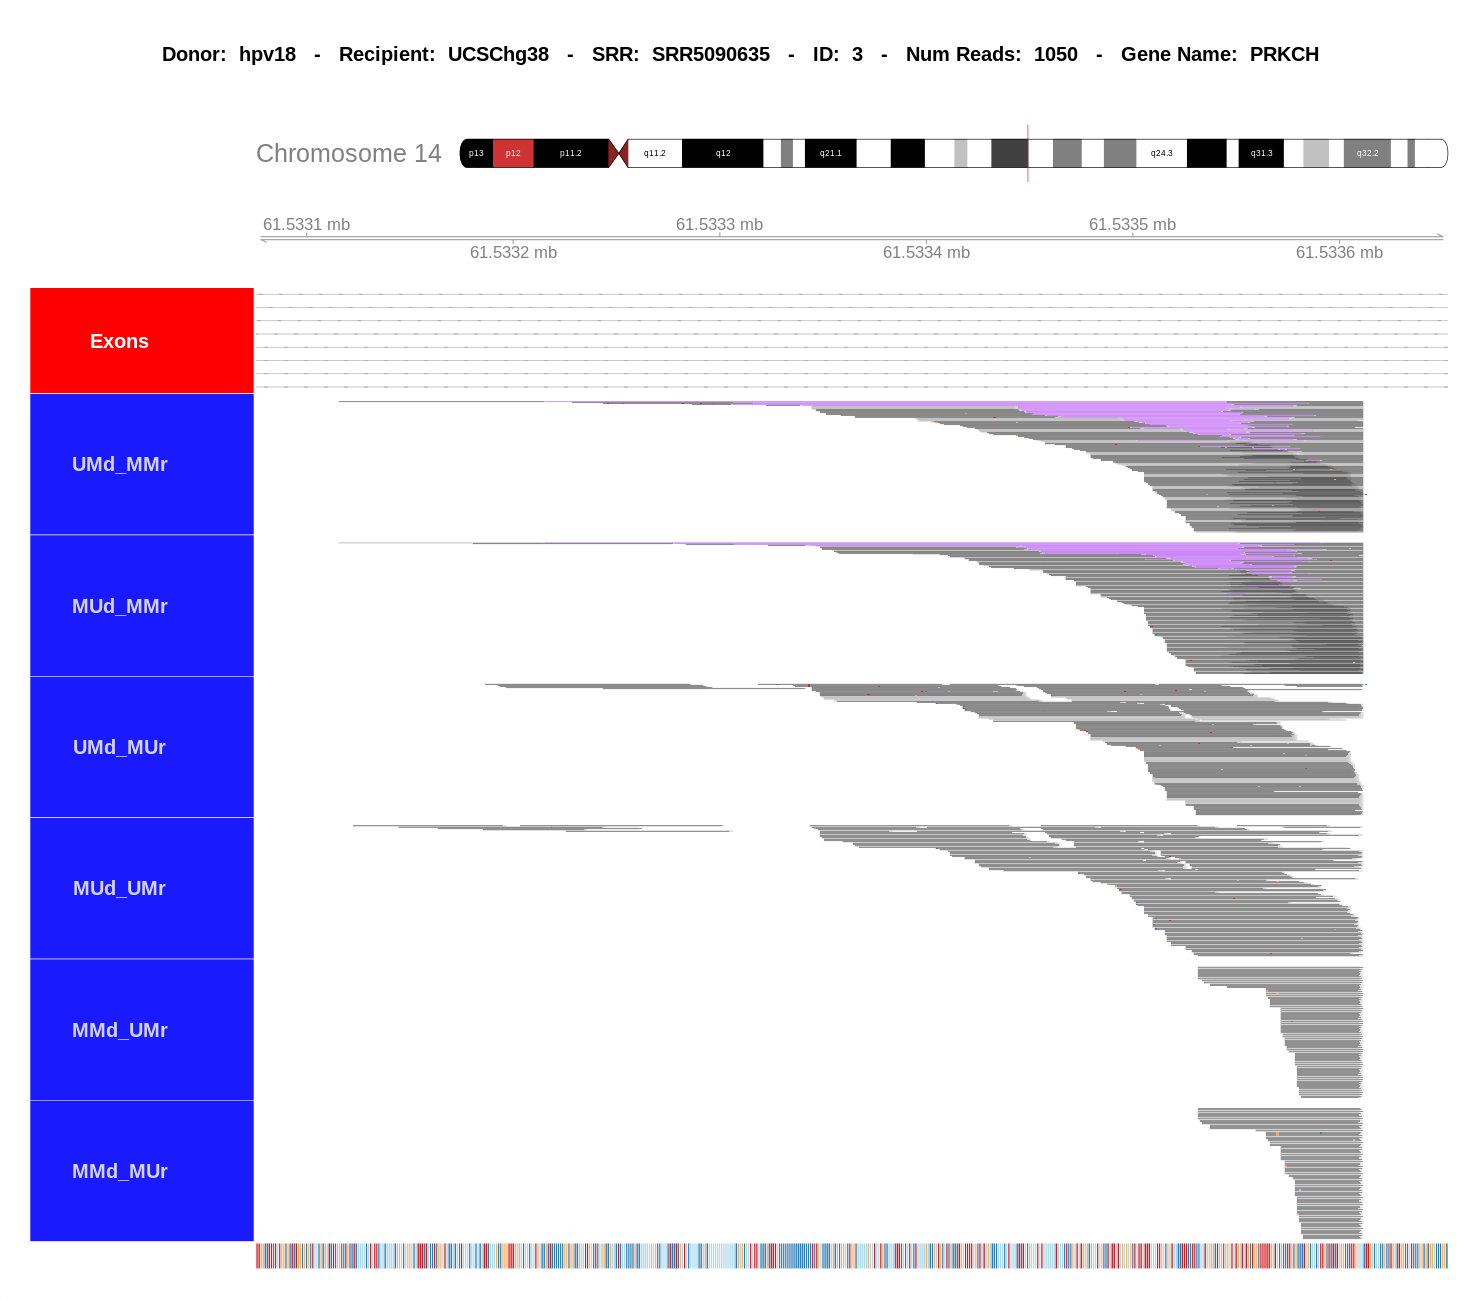 Donor: hpv18 - Recipient: UCSChg38 - SRR: SRR5090635 - ID: 3 - Num Reads: 1050 - Gene Name: PRKCH
Chromosome 14 p13 p12 p11.2 q11.2 q12 q21.1 q24.3 q31.3 q32.2
61.5331 mb 61.5333 mb 61.5335 mb
61.5332 mb 61.5334 mb 61.5336 mb
Exons
UMd_MMr
MUd_MMr
UMd_MUr
MUd_UMr
MMd_UMr
MMd_MUr